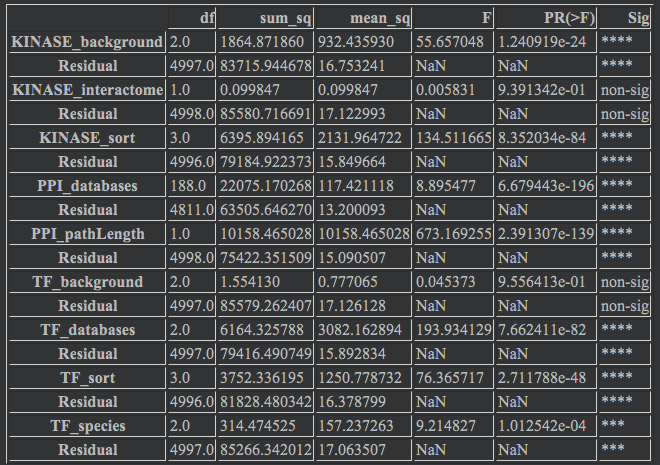 df sum_sq mean_sq F PR(>F) Sig
KINASE_background 2.0 1864.871860 932.435930 55.657048 1.240919e-24 ****
Residual 4997.0 83715.944678 16.753241 NaN NaN ****
KINASE_interactome 1.0 0.099847 0.099847 0.005831 9.391342e-01 non-sig
Residual 4998.0 85580.716691 17.122993 NaN NaN non-sig
KINASE_sort 3.0 6395.894165 2131.964722 134.511665 8.352034e-84 ****
Residual 4996.0 79184.922373 15.849664 NaN NaN ****
PPI_databases 188.0 22075.170268 117.421118 8.895477 6.679443e-196 ****
Residual 4811.0 63505.646270 13.200093 NaN NaN ****
PPI_pathLength 1.0 10158.465028 10158.465028 673.169255 2.391307e-139 ****
Residual 4998.0 75422.351509 15.090507 NaN NaN ****
TF_background 2.0 1.554130 0.777065 0.045373 9.556413e-01 non-sig
Residual 4997.0 85579.262407 17.126128 NaN NaN non-sig
TF_databases 2.0 6164.325788 3082.162894 193.934129 7.662411e-82 ****
Residual 4997.0 79416.490749 15.892834 NaN NaN ****
TF_sort 3.0 3752.336195 1250.778732 76.365717 2.711788e-48 ****
Residual 4996.0 81828.480342 16.378799 NaN NaN ****
TF_species 2.0 314.474525 157.237263 9.214827 1.012542e-04 ***
Residual 4997.0 85266.342012 17.063507 NaN NaN ***